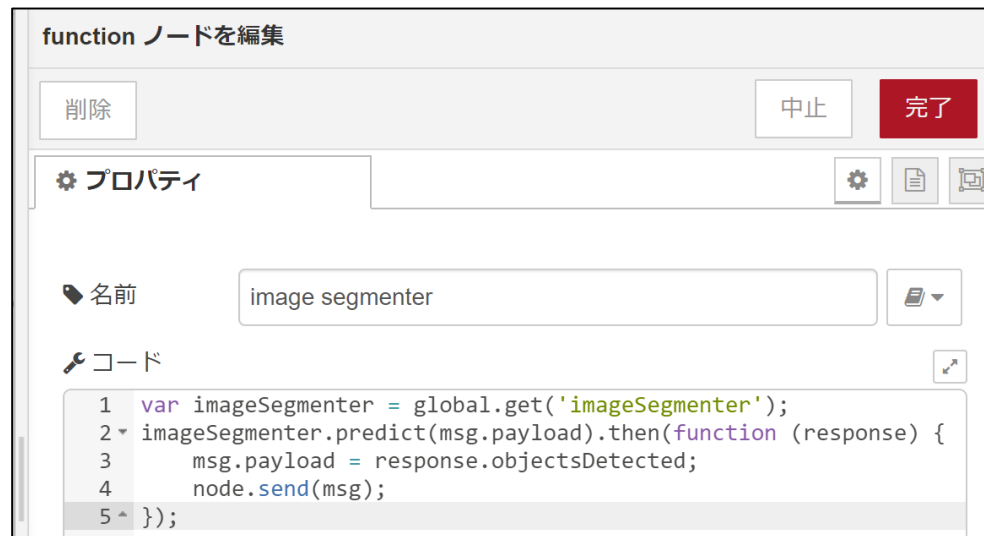 function ノードを編集
削除 中止 完了
プロパティ
名前 image segmenter
コード
1 var imageSegmenter = global.get('imageSegmenter');
2 imageSegmenter.predict(msg.payload).then(function (response) {
3     msg.payload = response.objectsDetected;
4     node.send(msg);
5 });